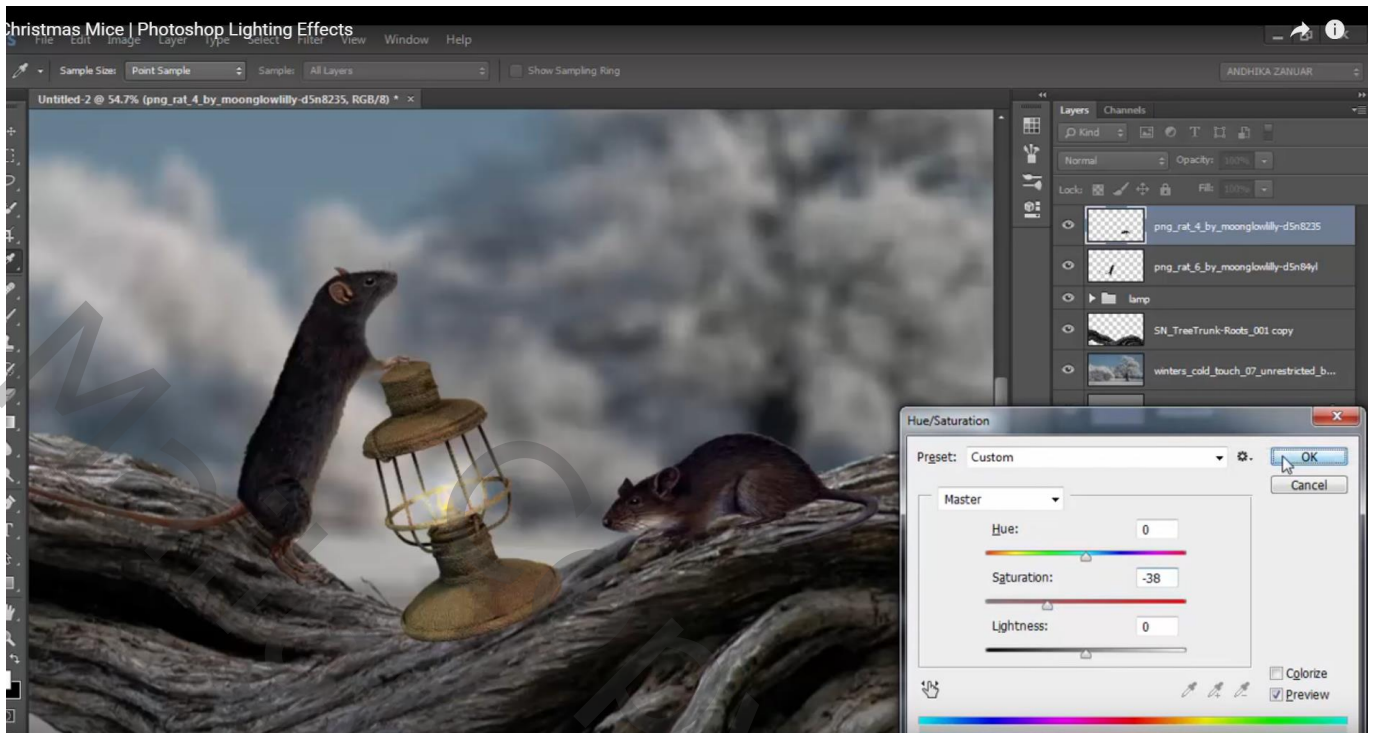 Christmas Mice | Photoshop Lighting Effects
File Edit Image Layer Type Select Filter View Window Help
Sample Size: Point Sample Sample: All Layers Show Sampling Ring ANDHIKA ZANUAR
Untitled-2 @ 54.7% (png_rat_4_by_moonglowlilly-d5n8235, RGB/8) * ×
Layers Channels
Kind
Normal Opacity: 100%
Lock: Fill: 100%
png_rat_4_by_moonglowlilly-d5n8235
png_rat_6_by_moonglowlilly-d5n84yl
lamp
SN_TreeTrunk-Roots_001 copy
winters_cold_touch_07_unrestricted_b...
Hue/Saturation
Preset: Custom OK
Cancel
Master
Hue: 0
Saturation: -38
Lightness: 0
Colorize
Preview